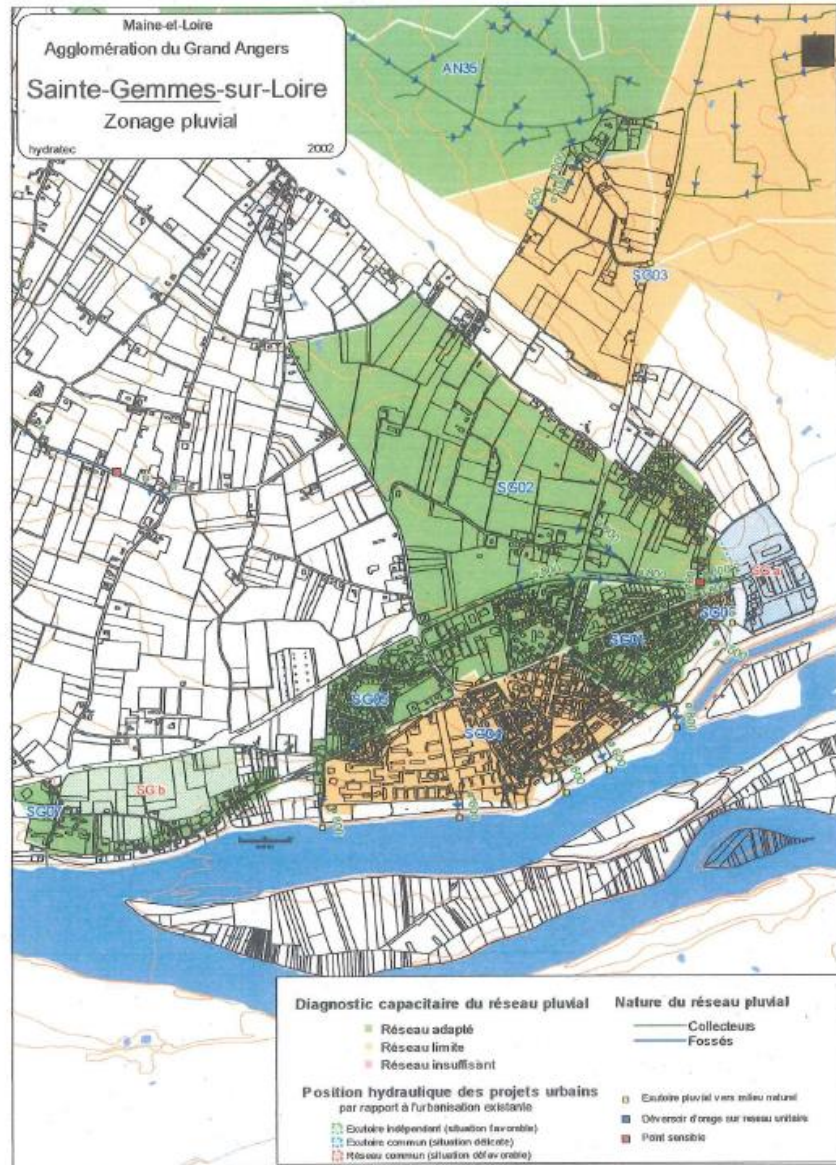 Maine-et-Loire
Agglomération du Grand Angers
Sainte-Gemmes-sur-Loire
Zonage pluvial
hydratec 2002
AN35
SG03
SG02
SG.a
SG01
SG04
SG.b
SG07
Diagnostic capacitaire du réseau pluvial
Réseau adapté
Réseau limite
Réseau insuffisant
Nature du réseau pluvial
Collecteurs
Fossés
Position hydraulique des projets urbains
par rapport à l'urbanisation existante
Exutoire indépendant (situation favorable)
Exutoire commun (situation délicate)
Réseau commun (situation défavorable)
Exutoire pluvial vers milieu naturel
Déversoir d'orage sur reseau unitaire
Point sensible